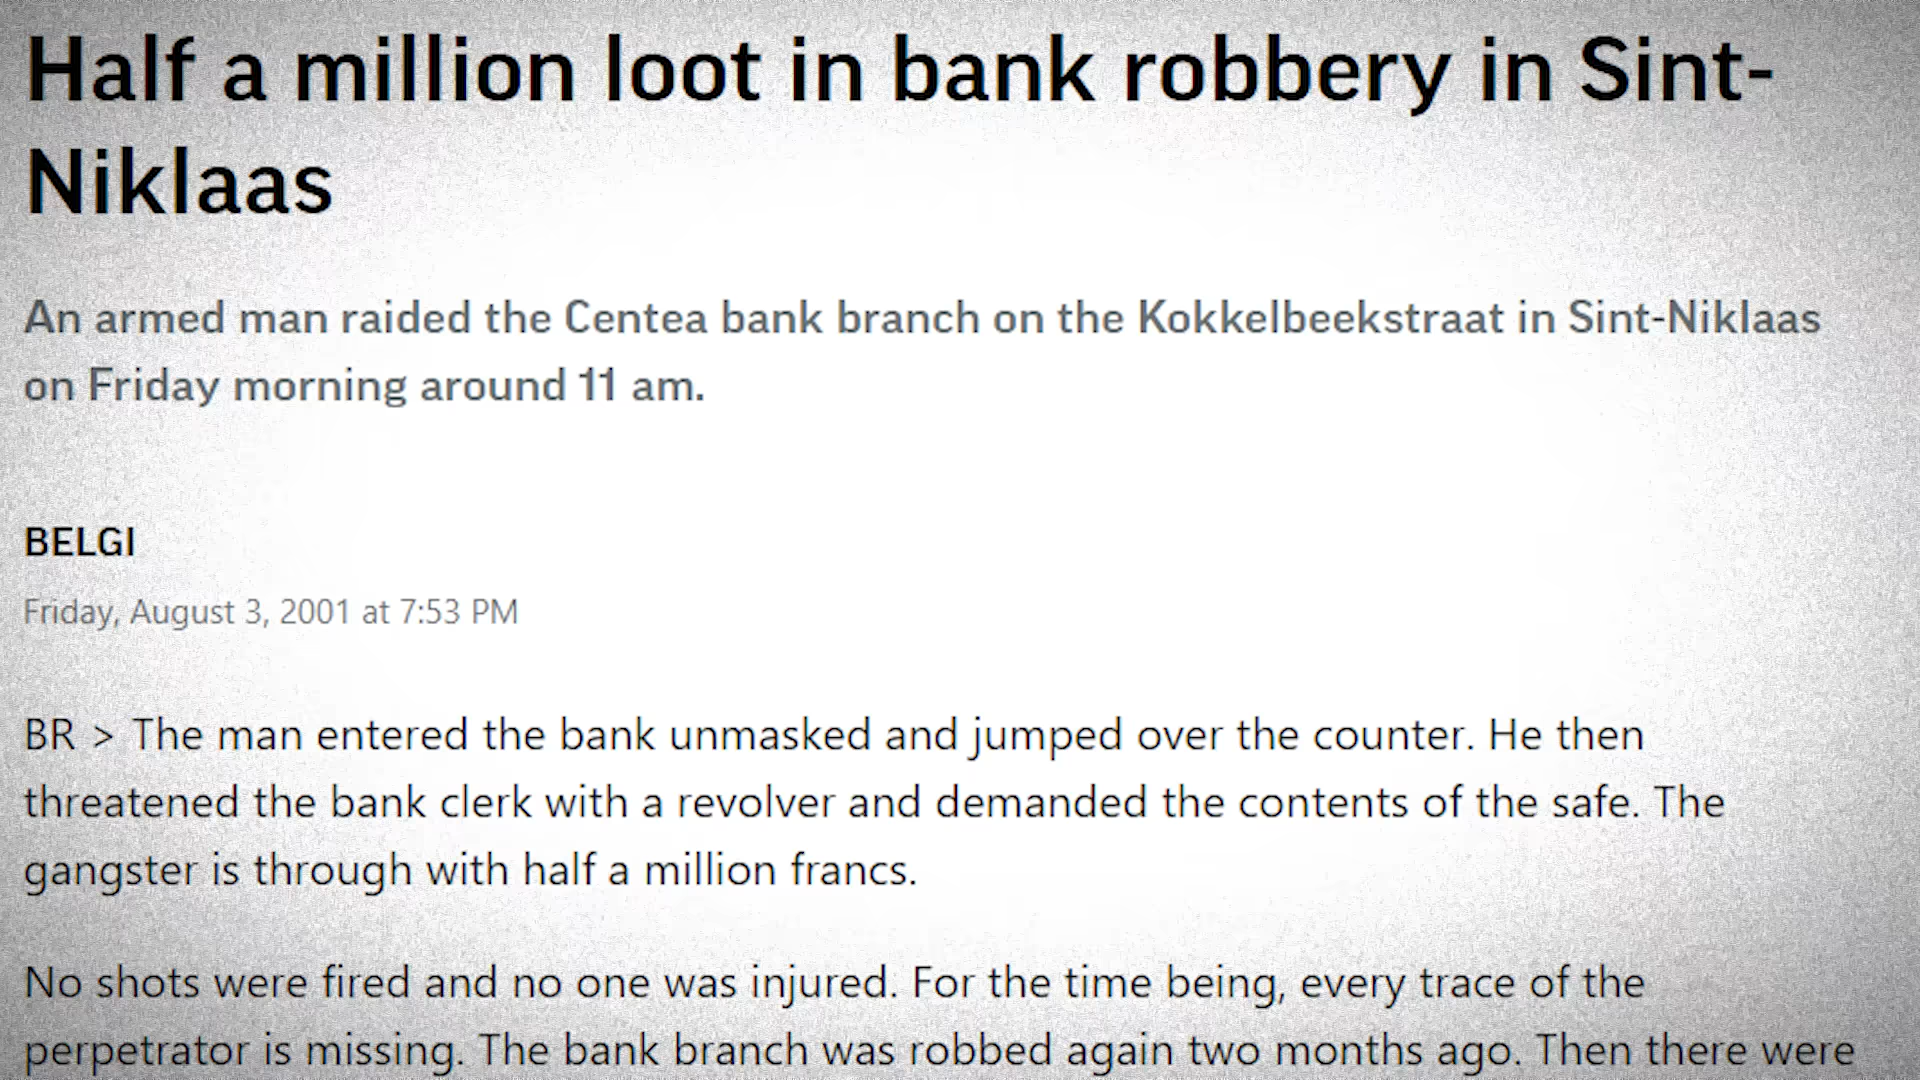 Half a million loot in bank robbery in Sint-
Niklaas
An armed man raided the Centea bank branch on the Kokkelbeekstraat in Sint-Niklaas
on Friday morning around 11 am.
BELGI
Friday, August 3, 2001 at 7:53 PM
BR > The man entered the bank unmasked and jumped over the counter. He then
threatened the bank clerk with a revolver and demanded the contents of the safe. The
gangster is through with half a million francs.
No shots were fired and no one was injured. For the time being, every trace of the
perpetrator is missing. The bank branch was robbed again two months ago. Then there were